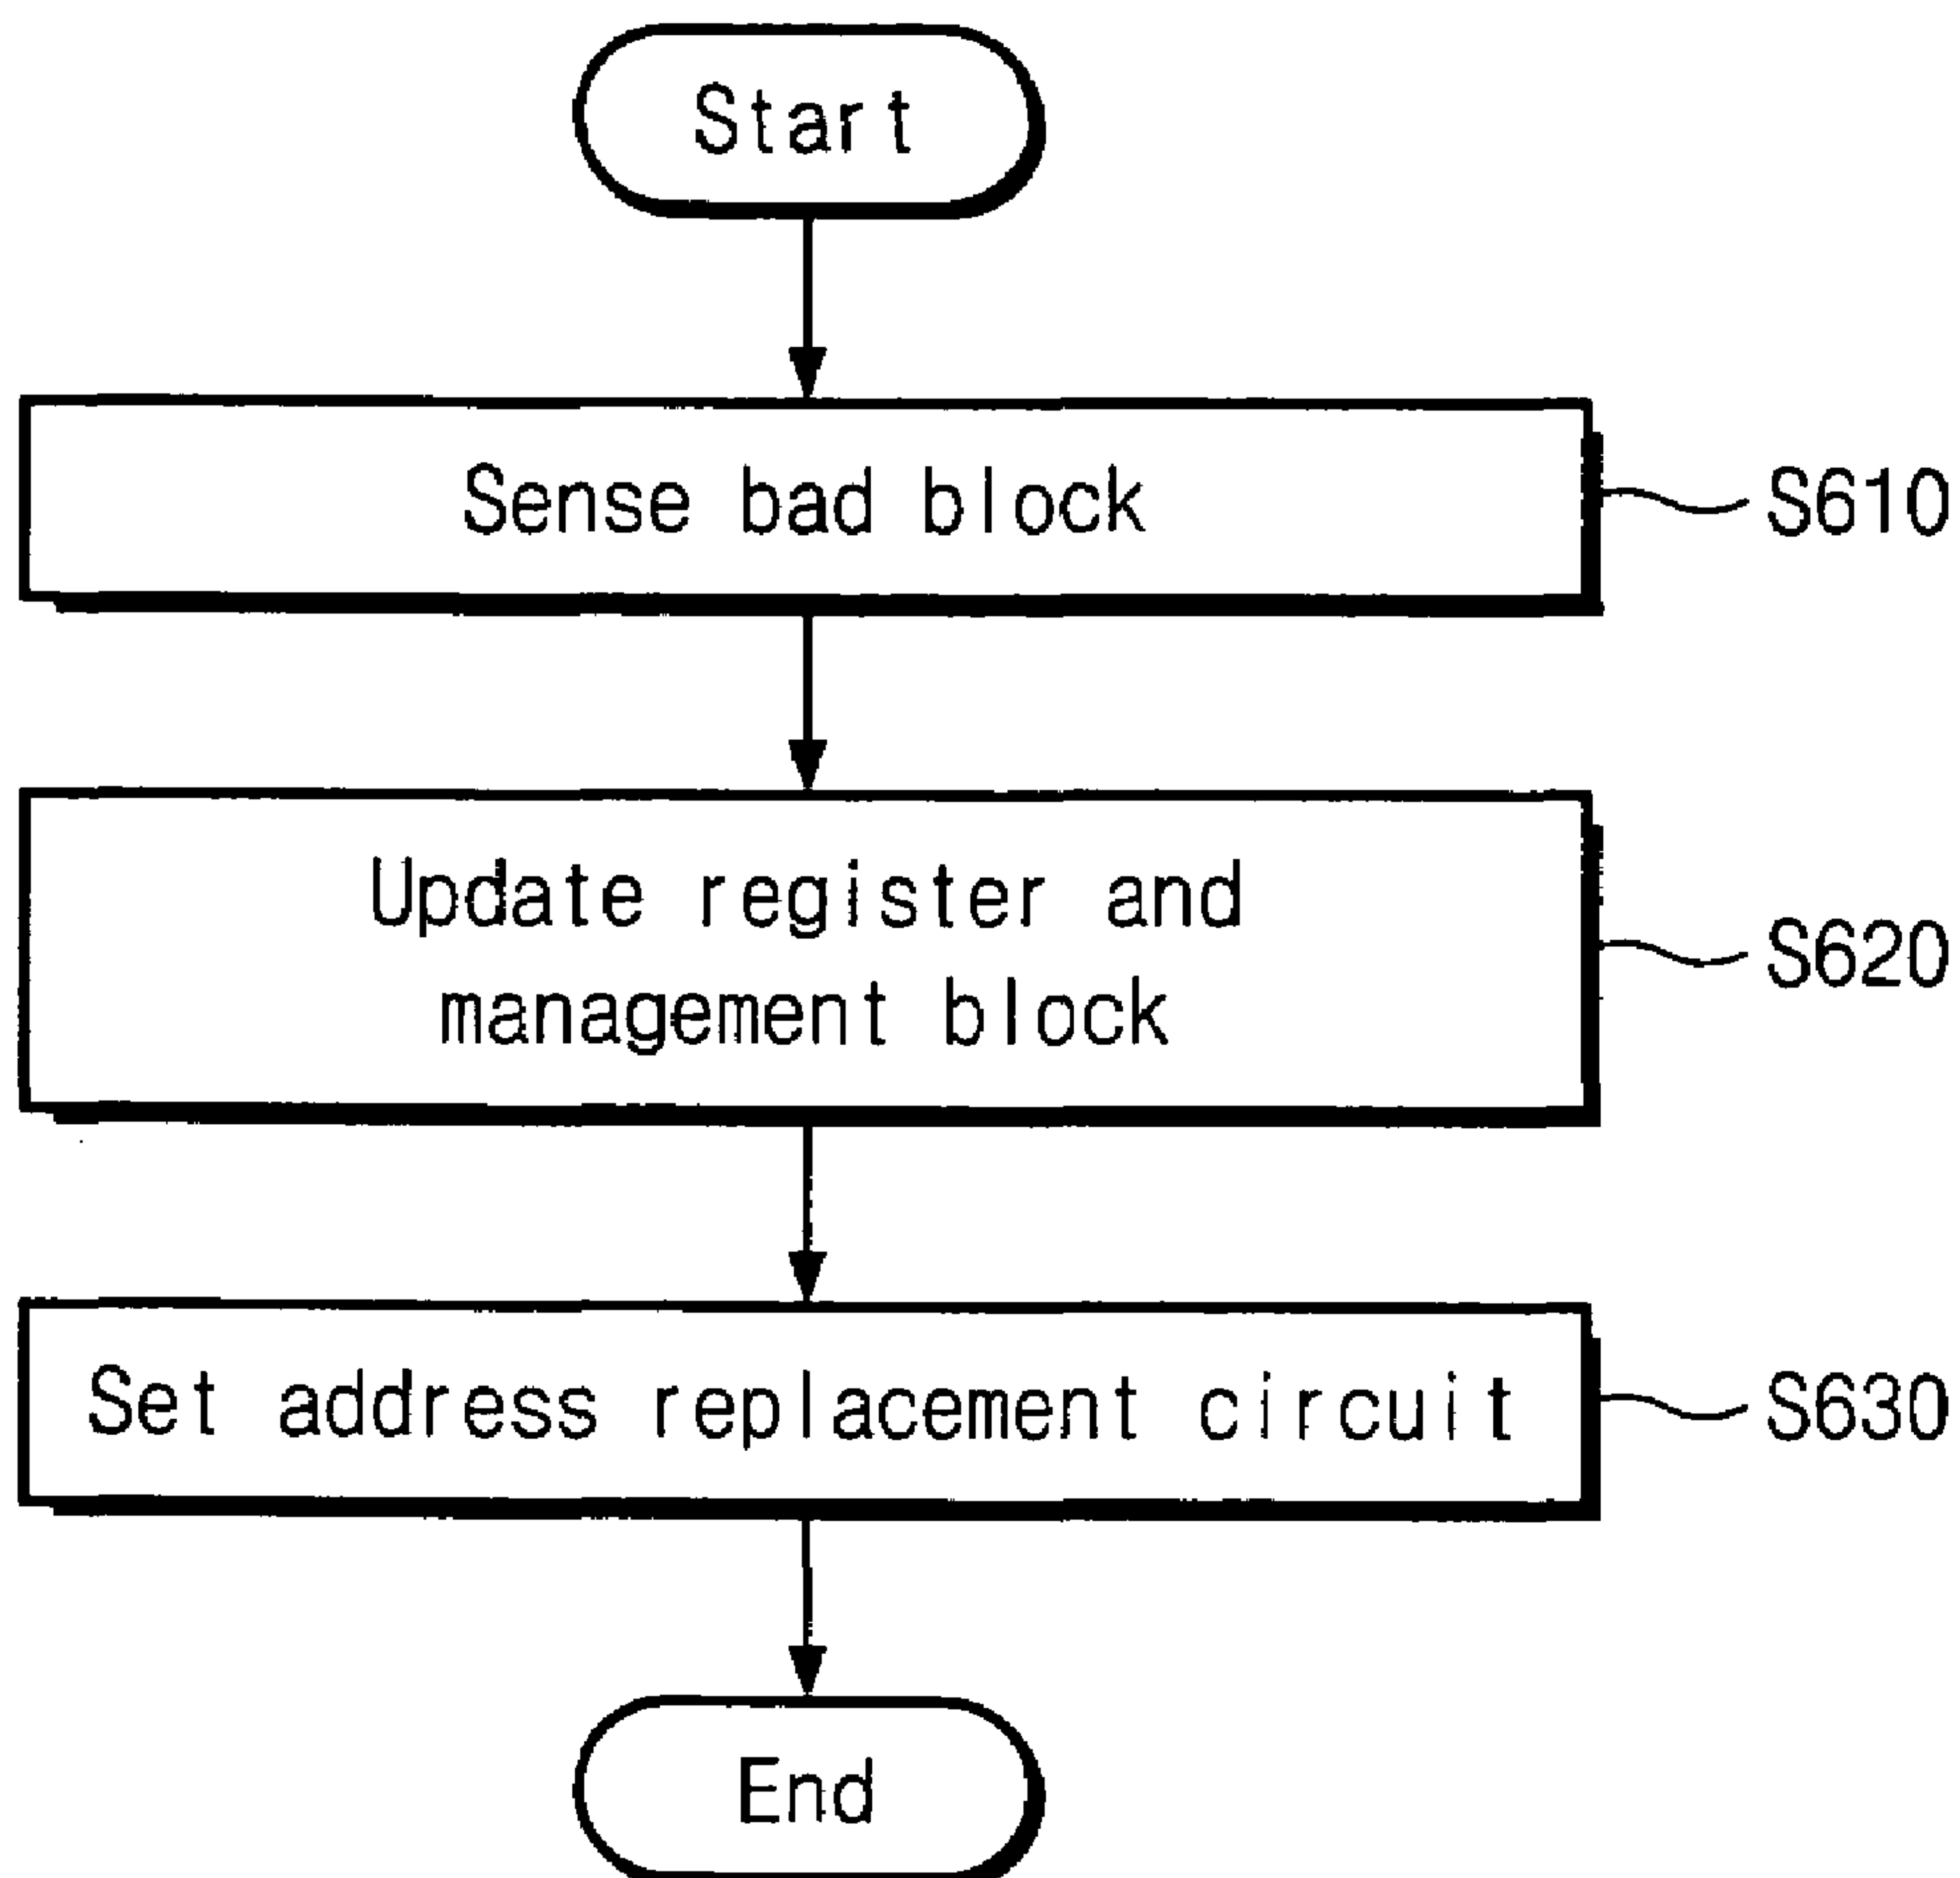 Start
Sense bad block
S610
Update register and
management block
S620
Set address replacement circuit
S630
End